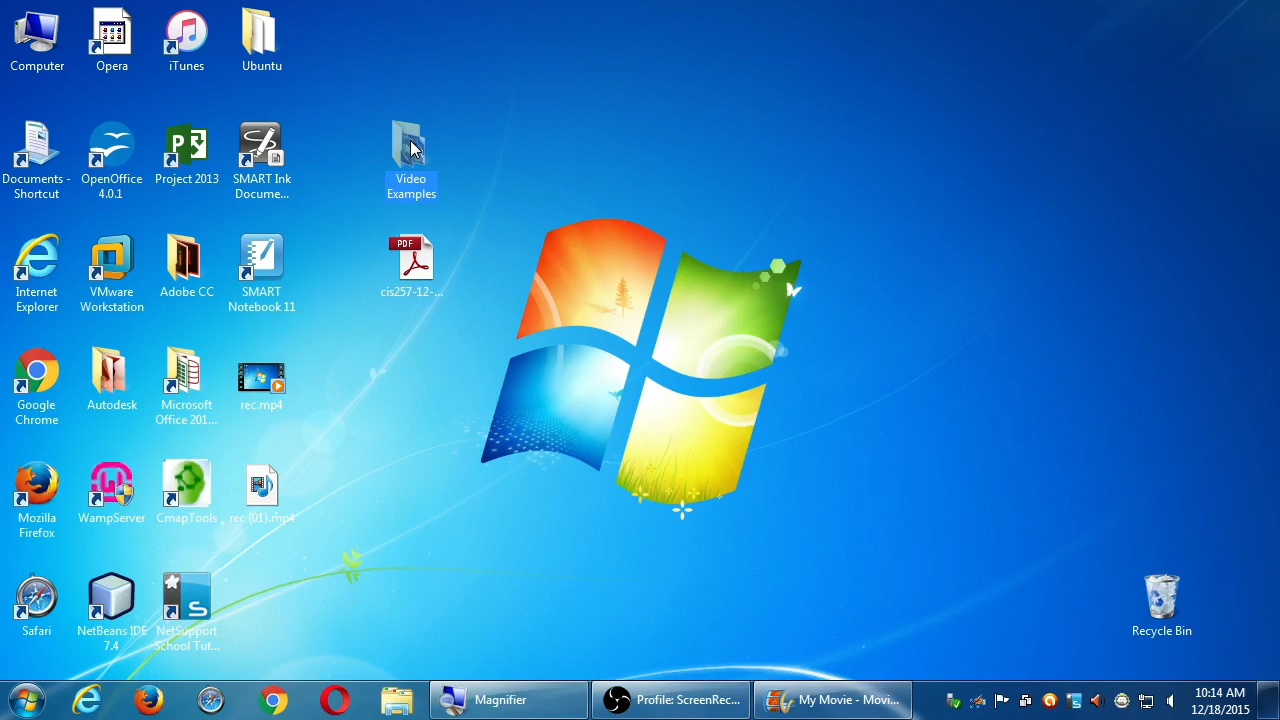 Computer
Opera
iTunes
Ubuntu
Documents -
Shortcut
OpenOffice
4.0.1
P
Project 2013
SMART Ink
Docume...
Video
Examples
Internet
Explorer
VMware
Workstation
Adobe CC
SMART
Notebook 11
PDF
cis257-12-...
Google
Chrome
Autodesk
Microsoft
Office 201...
rec.mp4
Mozilla
Firefox
WampServer
CmapTools
rec (01).mp4
Safari
NetBeans IDE
7.4
S
NetSupport
School Tut...
Recycle Bin
Magnifier
Profile: ScreenRec...
My Movie - Movi...
10:14 AM
12/18/2015